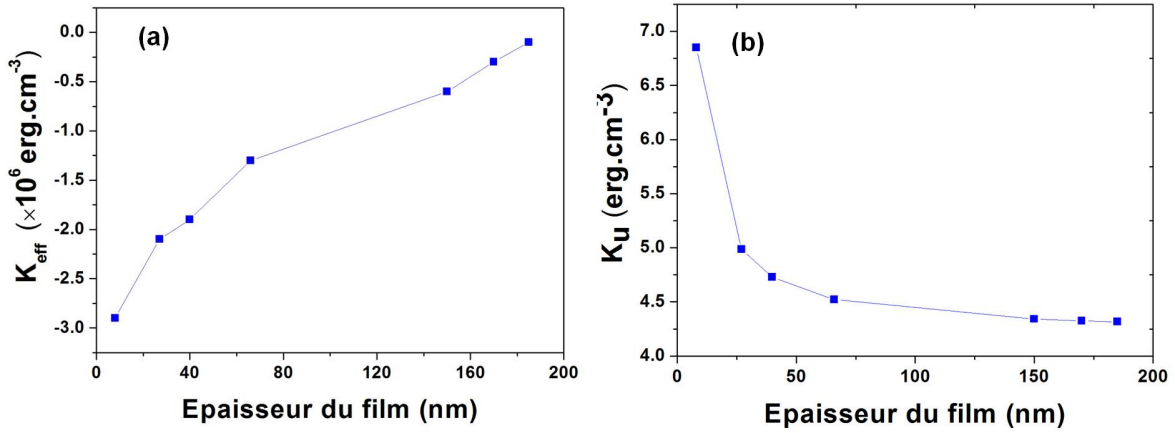 (a)
0.0
-0.5
-1.0
-1.5
-2.0
-2.5
-3.0
K_eff (×10^6 erg.cm^-3)
0 40 80 120 160 200
Epaisseur du film (nm)
(b)
7.0
6.5
6.0
5.5
5.0
4.5
4.0
K_u (erg.cm^-3)
0 50 100 150 200
Epaisseur du film (nm)